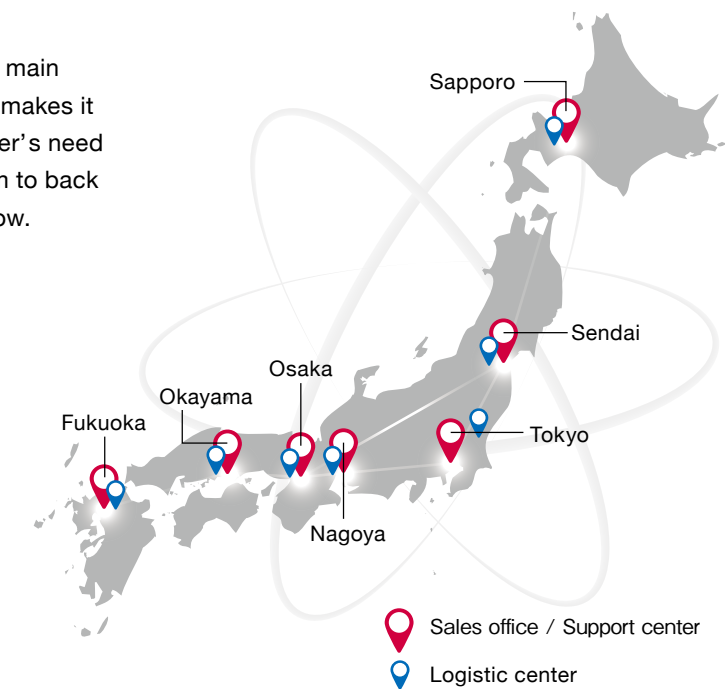 main
makes it
er’s need
n to back
ow.
Sapporo
Sendai
Osaka
Okayama
Fukuoka
Tokyo
Nagoya
Sales office / Support center
Logistic center